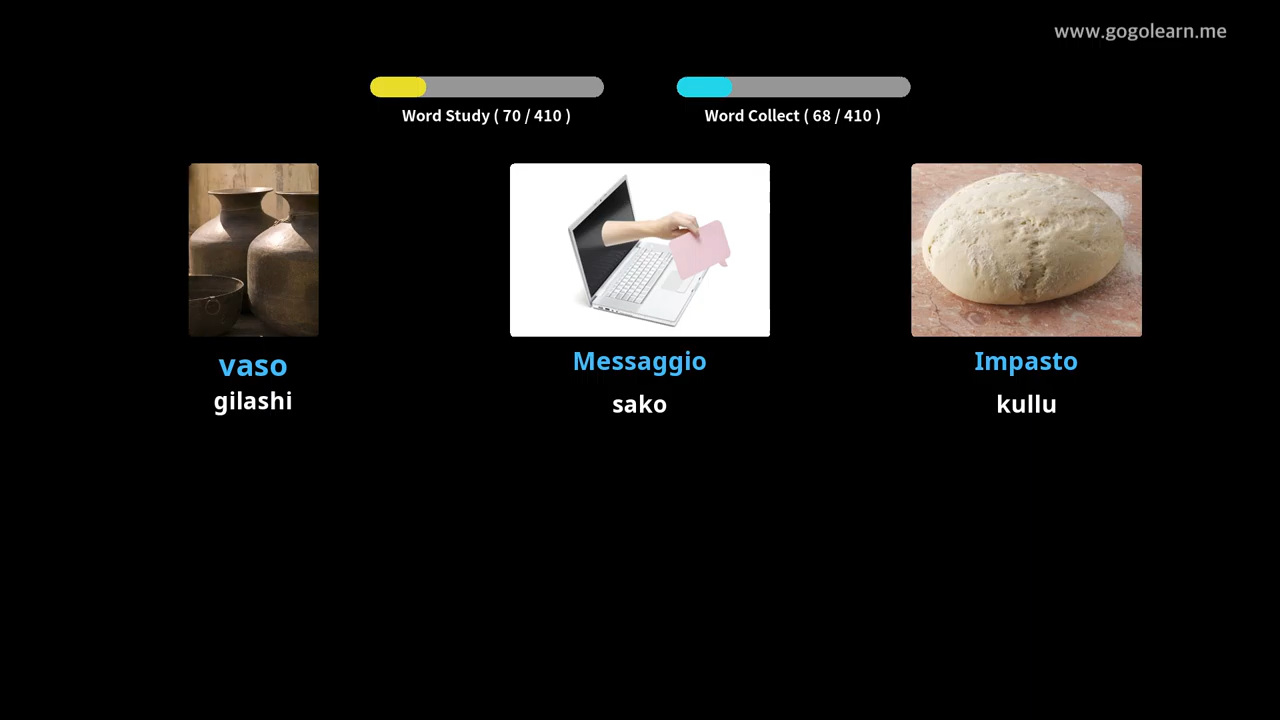 www.gogolearn.me
Word Study ( 70 / 410 )
Word Collect ( 68 / 410 )
vaso
gilashi
Messaggio
sako
Impasto
kullu